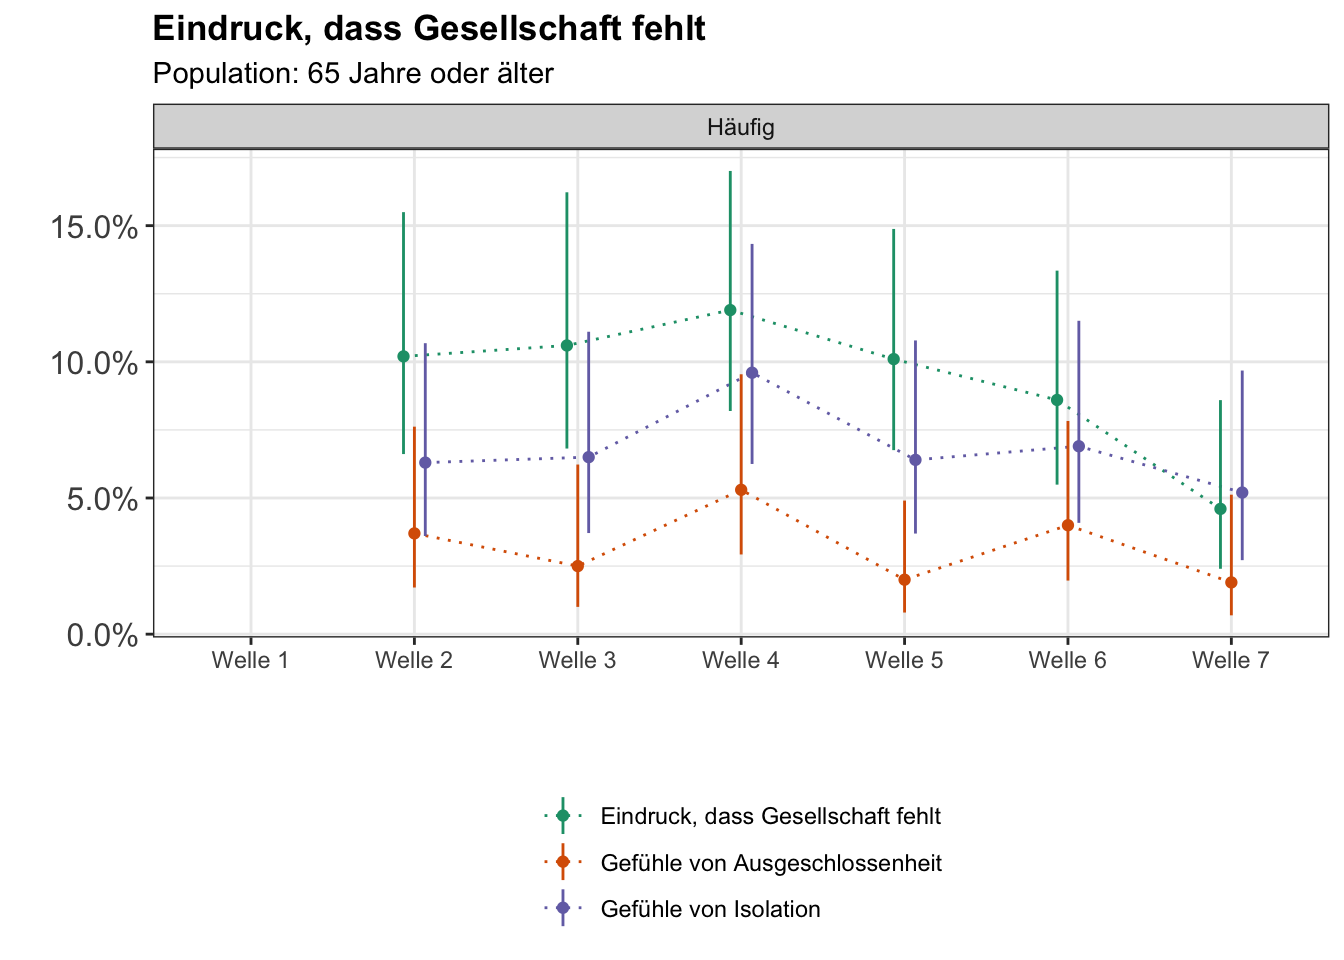 Eindruck, dass Gesellschaft fehlt
Population: 65 Jahre oder älter
Häufig
15.0%
10.0%
5.0%
0.0%
Welle 1 Welle 2 Welle 3 Welle 4 Welle 5 Welle 6 Welle 7
Eindruck, dass Gesellschaft fehlt
Gefühle von Ausgeschlossenheit
Gefühle von Isolation